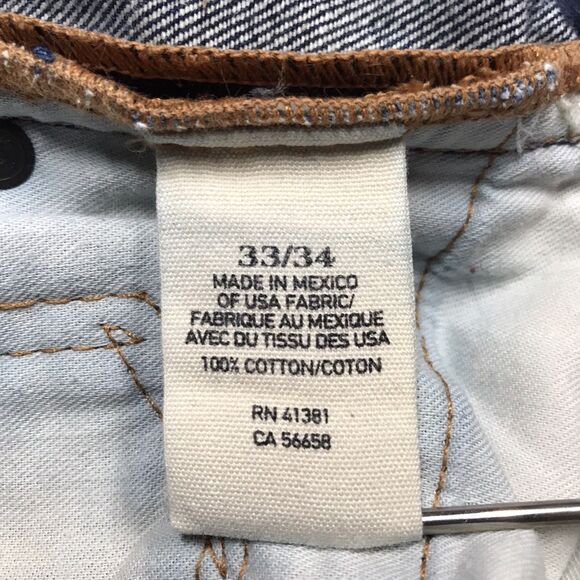 33/34
MADE IN MEXICO
OF USA FABRIC/
FABRIQUE AU MEXIQUE
AVEC DU TISSU DES USA
100% COTTON/COTON
RN 41381
CA 56658